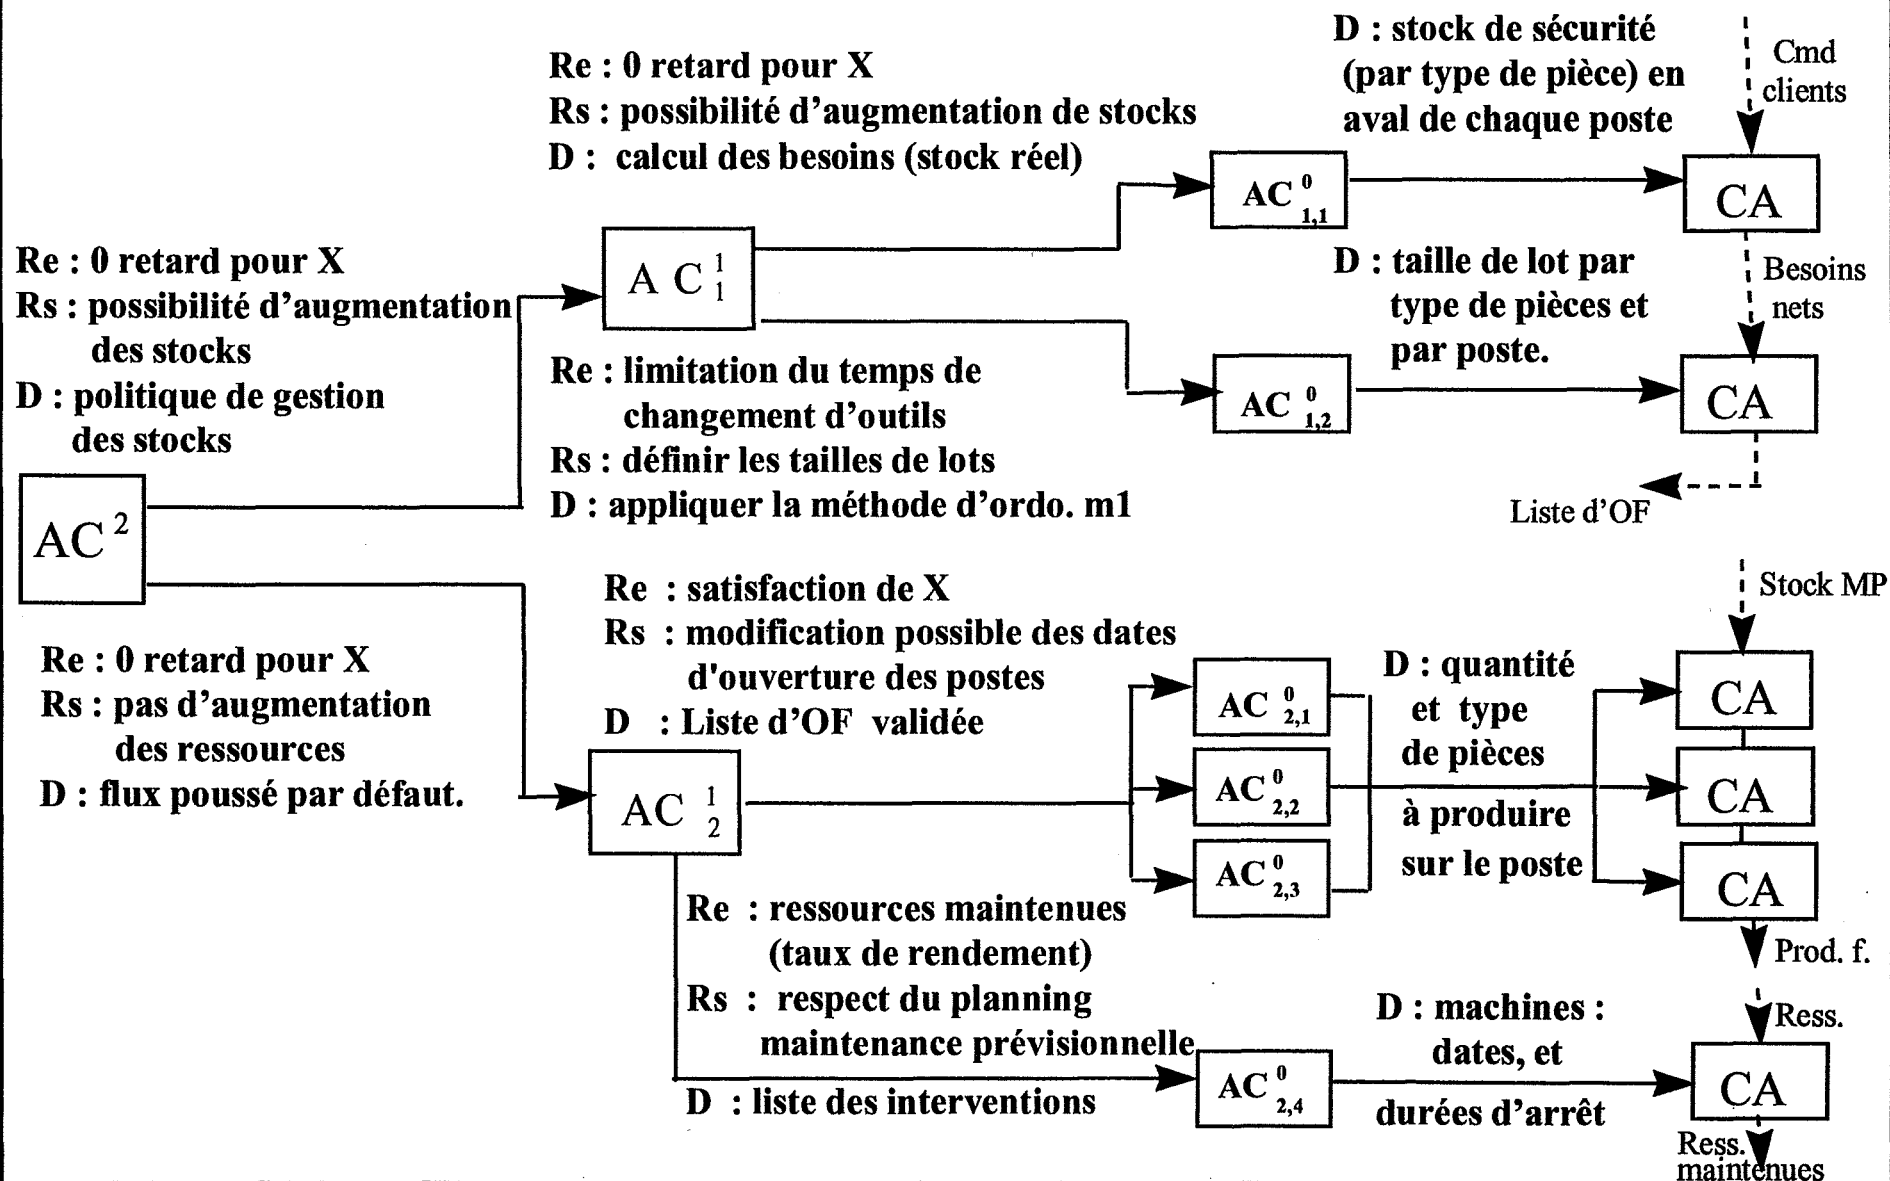 Re : 0 retard pour X
Rs : possibilité d'augmentation de stocks
D : calcul des besoins (stock réel)
D : stock de sécurité
(par type de pièce) en
aval de chaque poste
Cmd
clients
AC 0 1,1
CA
Re : 0 retard pour X
Rs : possibilité d'augmentation
des stocks
D : politique de gestion
des stocks
A C 1 1
D : taille de lot par
type de pièces et
par poste.
Besoins
nets
Re : limitation du temps de
changement d'outils
Rs : définir les tailles de lots
D : appliquer la méthode d'ordo. m1
AC 0 1,2
CA
Liste d'OF
AC 2
Re : satisfaction de X
Rs : modification possible des dates
d'ouverture des postes
D : Liste d'OF validée
Stock MP
Re : 0 retard pour X
Rs : pas d'augmentation
des ressources
D : flux poussé par défaut.
AC 1 2
AC 0 2,1
AC 0 2,2
AC 0 2,3
D : quantité
et type
de pièces
à produire
sur le poste
CA
CA
CA
Prod. f.
Re : ressources maintenues
(taux de rendement)
Rs : respect du planning
maintenance prévisionnelle
D : liste des interventions
AC 0 2,4
D : machines :
dates, et
durées d'arrêt
Ress.
CA
Ress.
maintenues